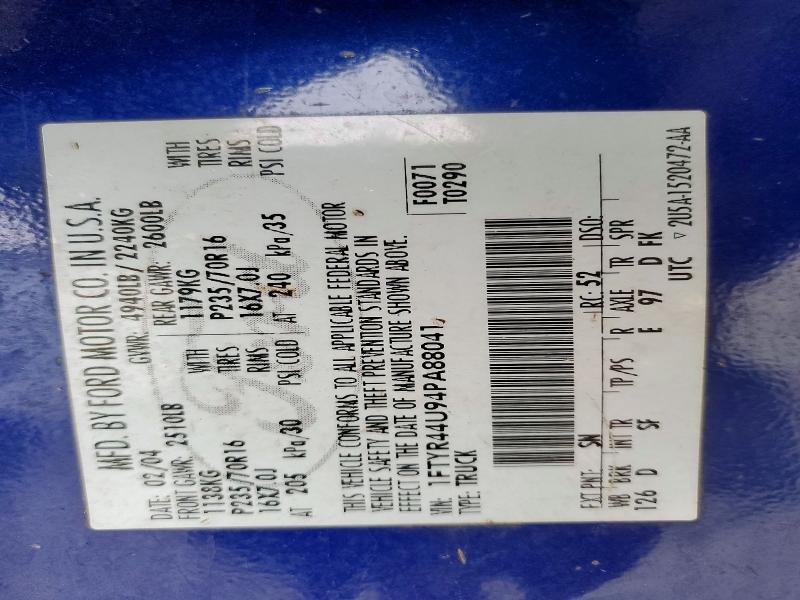 MFD. BY FORD MOTOR CO. IN U.S.A.
DATE: 02/04 GVWR: 4940LB/2240KG
FRONT GAWR: 2510LB REAR GAWR: 2600LB
1138KG WITH 1179KG WITH
P235/70R16 TIRES P235/70R16 TIRES
16X7.0J RIMS 16X7.0J RIMS
AT 205 kPa/30 PSI COLD AT 240 kPa/35 PSI COLD
THIS VEHICLE CONFORMS TO ALL APPLICABLE FEDERAL MOTOR
VEHICLE SAFETY AND THEFT PREVENTION STANDARDS IN
EFFECT ON THE DATE OF MANUFACTURE SHOWN ABOVE.
VIN: 1FTYR44U94PA88041
TYPE: TRUCK
F0071
T0290
EXT PNT: SN RC: 52 DSO:
WB BRK INT TR TP/PS R AXLE TR SPR
126 D SF E 97 D FK
UTC ▽ 2U5A-1520472-AA